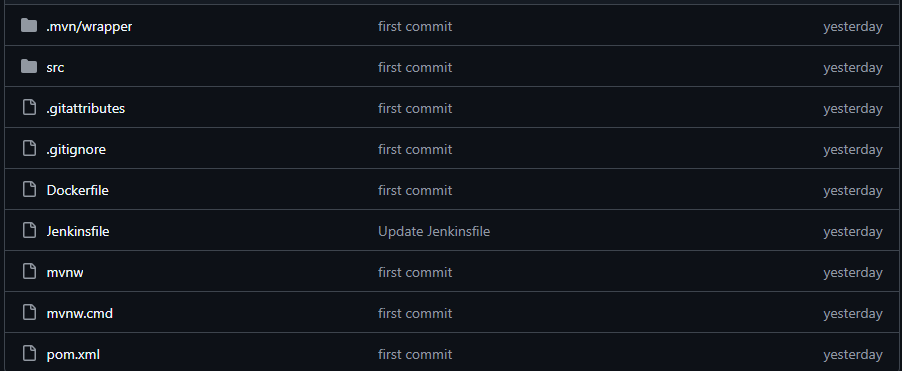 .mvn/wrapper first commit yesterday
src first commit yesterday
.gitattributes first commit yesterday
.gitignore first commit yesterday
Dockerfile first commit yesterday
Jenkinsfile Update Jenkinsfile yesterday
mvnw first commit yesterday
mvnw.cmd first commit yesterday
pom.xml first commit yesterday